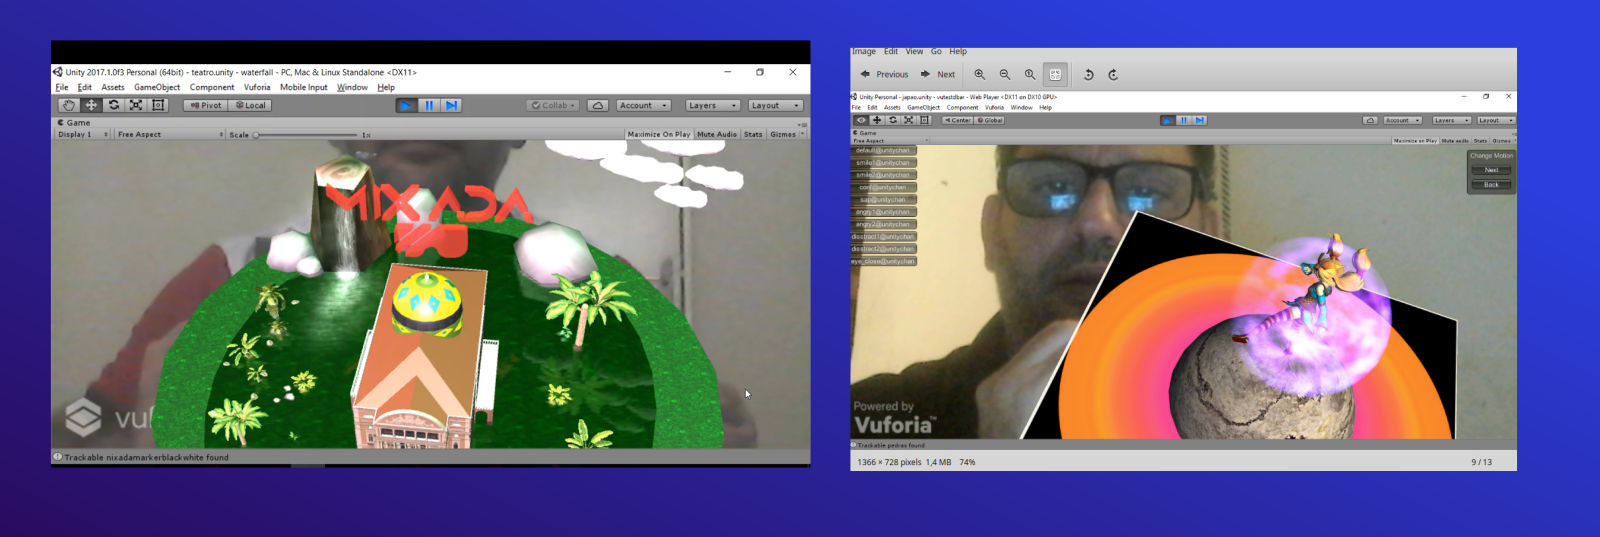 Unity 2017.1.0f3 Personal (64bit) - teatro.unity - waterfall - PC, Mac & Linux Standalone <DX11>
File Edit Assets GameObject Component Vuforia Mobile Input Window Help
Pivot Local Collab Account Layers Layout
Game
Display 1 Free Aspect Scale 1x Maximize On Play Mute Audio Stats Gizmos
MIXADA
vuf
Trackable nixadamarkerblackwhite found
Image Edit View Go Help
Previous Next
Unity Personal - japao.unity - vutestdbar - Web Player <DX11 on DX10 GPU>
File Edit Assets GameObject Component Vuforia Window Help
Center Global Account Layers Layout
Game
Free Aspect Maximize on Play Mute audio Stats Gizmos
default@unitychan
smile1@unitychan
smile2@unitychan
conf@unitychan
sap@unitychan
angry1@unitychan
angry2@unitychan
disstract1@unitychan
disstract2@unitychan
eye_close@unitychan
Change Motion
Next
Back
Powered by
Vuforia™
Trackable pedras found
1366 × 728 pixels 1,4 MB 74% 9 / 13